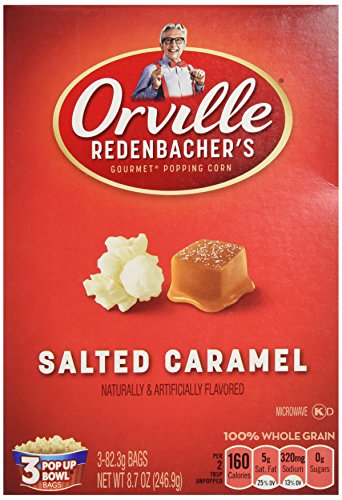 Orville®
REDENBACHER'S
GOURMET® POPPING CORN
SALTED CARAMEL
NATURALLY & ARTIFICIALLY FLAVORED
MICROWAVE K D
100% WHOLE GRAIN
3 POP UP BOWL BAGS
3-82.3g BAGS
NET WT 8.7 OZ (246.9g)
PER 2 TBSP UNPOPPED
160 Calories
5g Sat. Fat 25% DV
320mg Sodium 13% DV
0g Sugars